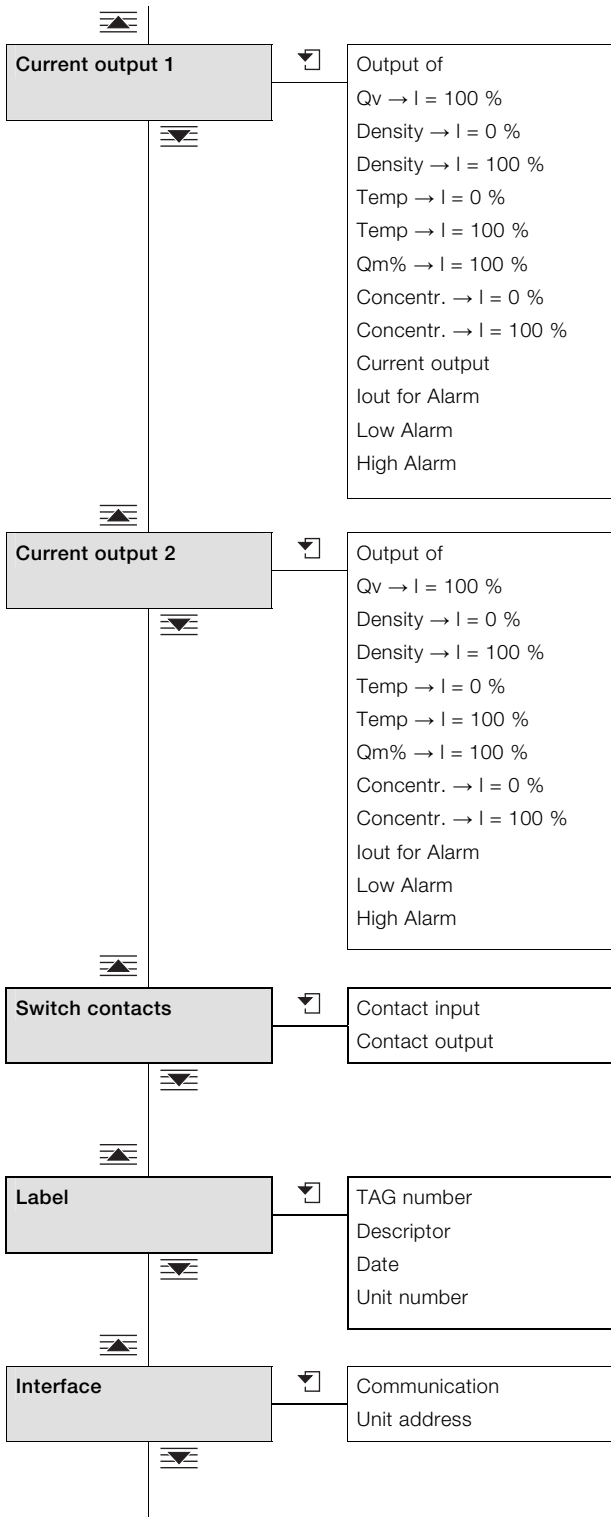 Current output 1
Output of
Qv → I = 100 %
Density → I = 0 %
Density → I = 100 %
Temp → I = 0 %
Temp → I = 100 %
Qm% → I = 100 %
Concentr. → I = 0 %
Concentr. → I = 100 %
Current output
Iout for Alarm
Low Alarm
High Alarm
Current output 2
Output of
Qv → I = 100 %
Density → I = 0 %
Density → I = 100 %
Temp → I = 0 %
Temp → I = 100 %
Qm% → I = 100 %
Concentr. → I = 0 %
Concentr. → I = 100 %
Iout for Alarm
Low Alarm
High Alarm
Switch contacts
Contact input
Contact output
Label
TAG number
Descriptor
Date
Unit number
Interface
Communication
Unit address